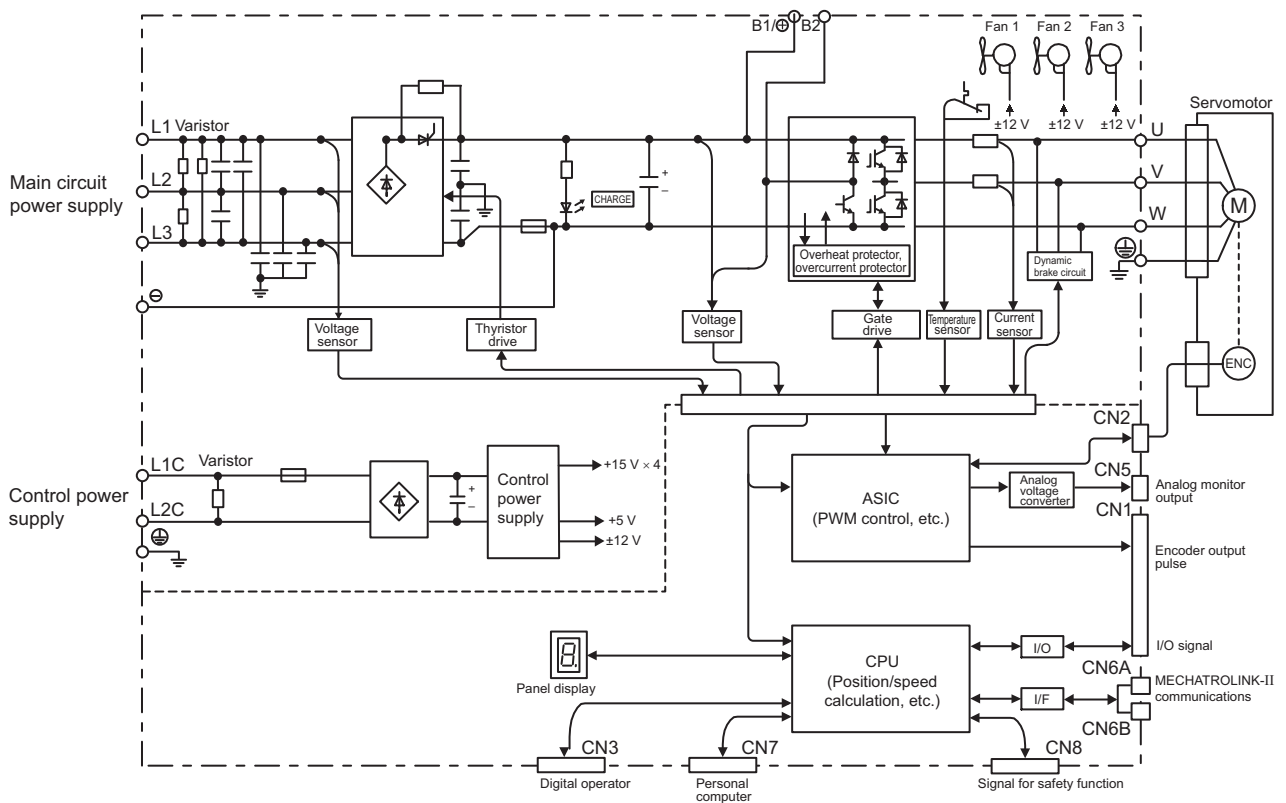 B1/⊕ B2
Fan 1 Fan 2 Fan 3
±12 V ±12 V ±12 V
Servomotor
L1 Varistor
U
Main circuit
power supply
L2
V
CHARGE
+
–
W
M
L3
Overheat protector,
overcurrent protector
Dynamic
brake circuit
⊖
Voltage
sensor
Thyristor
drive
Voltage
sensor
Gate
drive
Temperature
sensor
Current
sensor
ENC
CN2
L1C Varistor
Control power
supply
+
–
Control
power
supply
+15 V × 4
L2C
+5 V
±12 V
ASIC
(PWM control, etc.)
Analog
voltage
converter
CN5
Analog monitor
output
CN1
Encoder output
pulse
8.
Panel display
CPU
(Position/speed
calculation, etc.)
I/O
I/O signal
CN6A
I/F
MECHATROLINK-II
communications
CN6B
CN3
Digital operator
CN7
Personal
computer
CN8
Signal for safety function